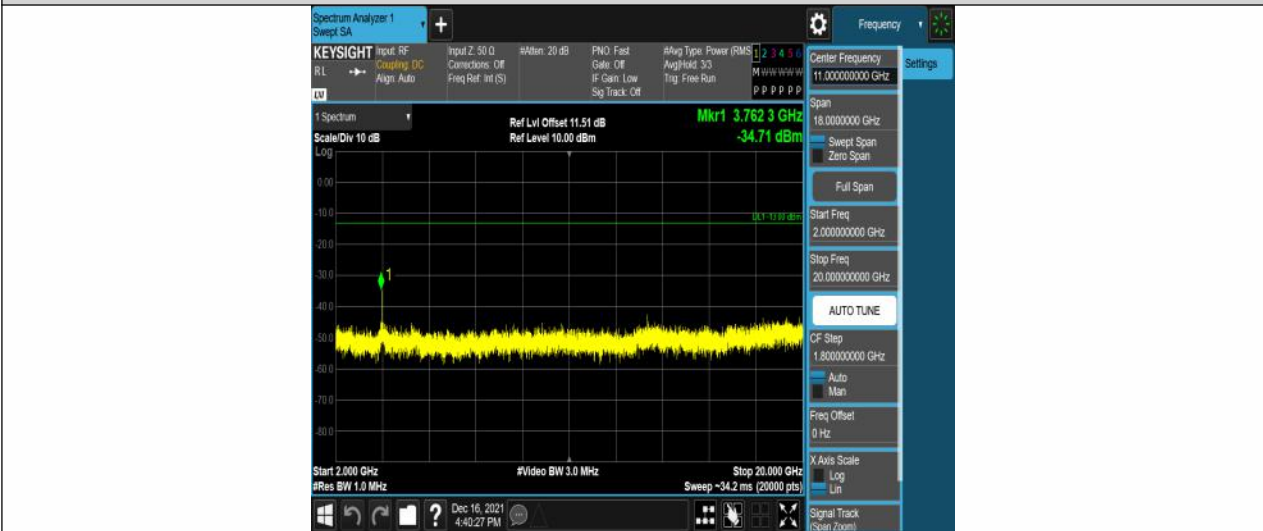 Spectrum Analyzer 1
Swept SA
+
Frequency
KEYSIGHT
RL
LV
Input: RF
Coupling: DC
Align: Auto
Input Z: 50 Ω
Corrections: Off
Freq Ref: Int (S)
#Atten: 20 dB
PNO: Fast
Gate: Off
IF Gain: Low
Sig Track: Off
#Avg Type: Power (RMS
Avg|Hold: 3/3
Trig: Free Run
1 2 3 4 5 6
M W W W W W
P P P P P P
1 Spectrum
Scale/Div 10 dB
Log
Ref Lvl Offset 11.51 dB
Ref Level 10.00 dBm
Mkr1 3.762 3 GHz
-34.71 dBm
0.00
-10.0
DL1 -13.00 dBm
-20.0
-30.0
1
-40.0
-50.0
-60.0
-70.0
-80.0
Start 2.000 GHz
#Res BW 1.0 MHz
#Video BW 3.0 MHz
Stop 20.000 GHz
Sweep ~34.2 ms (20000 pts)
?
Dec 16, 2021
4:40:27 PM
Center Frequency
11.000000000 GHz
Settings
Span
18.0000000 GHz
Swept Span
Zero Span
Full Span
Start Freq
2.000000000 GHz
Stop Freq
20.000000000 GHz
AUTO TUNE
CF Step
1.800000000 GHz
Auto
Man
Freq Offset
0 Hz
X Axis Scale
Log
Lin
Signal Track
(Span Zoom)